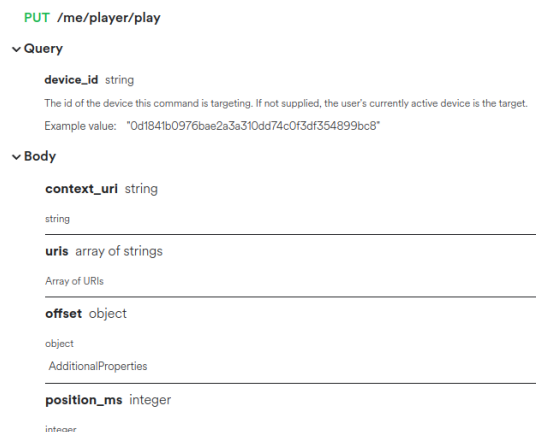 PUT /me/player/play
Query
device_id string
The id of the device this command is targeting. If not supplied, the user's currently active device is the target.
Example value: "0d1841b0976bae2a3a310dd74c0f3df354899bc8"
Body
context_uri string
string
uris array of strings
Array of URIs
offset object
object
AdditionalProperties
position_ms integer
integer